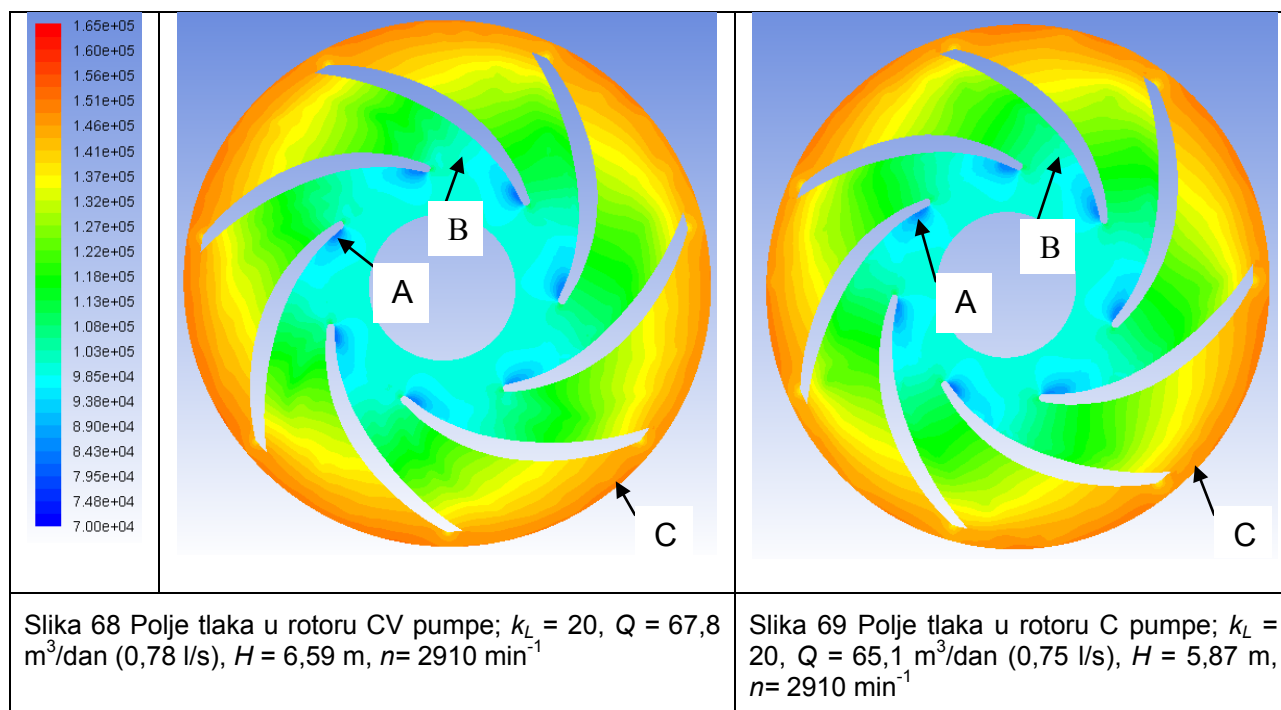 1.65e+05
1.60e+05
1.56e+05
1.51e+05
1.46e+05
1.41e+05
1.37e+05
1.32e+05
1.27e+05
1.22e+05
1.18e+05
1.13e+05
1.08e+05
1.03e+05
9.85e+04
9.38e+04
8.90e+04
8.43e+04
7.95e+04
7.48e+04
7.00e+04
B
A
C
B
A
C
Slika 68 Polje tlaka u rotoru CV pumpe; k_L = 20, Q = 67,8
m³/dan (0,78 l/s), H = 6,59 m, n= 2910 min⁻¹
Slika 69 Polje tlaka u rotoru C pumpe; k_L =
20, Q = 65,1 m³/dan (0,75 l/s), H = 5,87 m,
n= 2910 min⁻¹